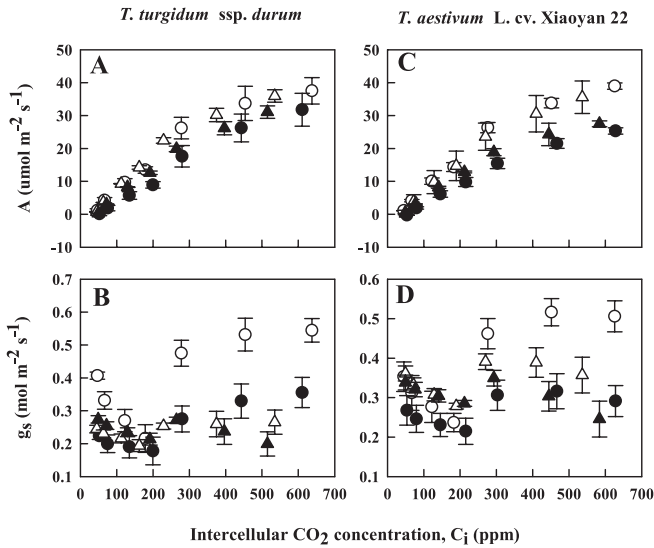 T. turgidum ssp. durum
T. aestivum L. cv. Xiaoyan 22
A
C
50
40
30
20
10
0
-10
50
40
30
20
10
0
-10
A (umol m⁻² s⁻¹)
B
D
0.7
0.6
0.5
0.4
0.3
0.2
0.1
0.6
0.5
0.4
0.3
0.2
0.1
gs (mol m⁻² s⁻¹)
0 100 200 300 400 500 600 700
0 100 200 300 400 500 600 700
Intercellular CO2 concentration, Ci (ppm)